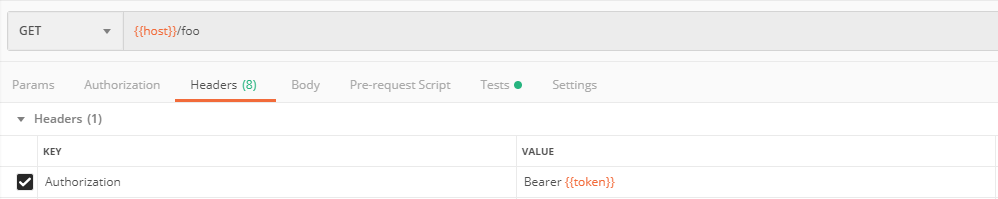 GET {{host}}/foo
Params Authorization Headers (8) Body Pre-request Script Tests Settings
Headers (1)
KEY VALUE
Authorization Bearer {{token}}